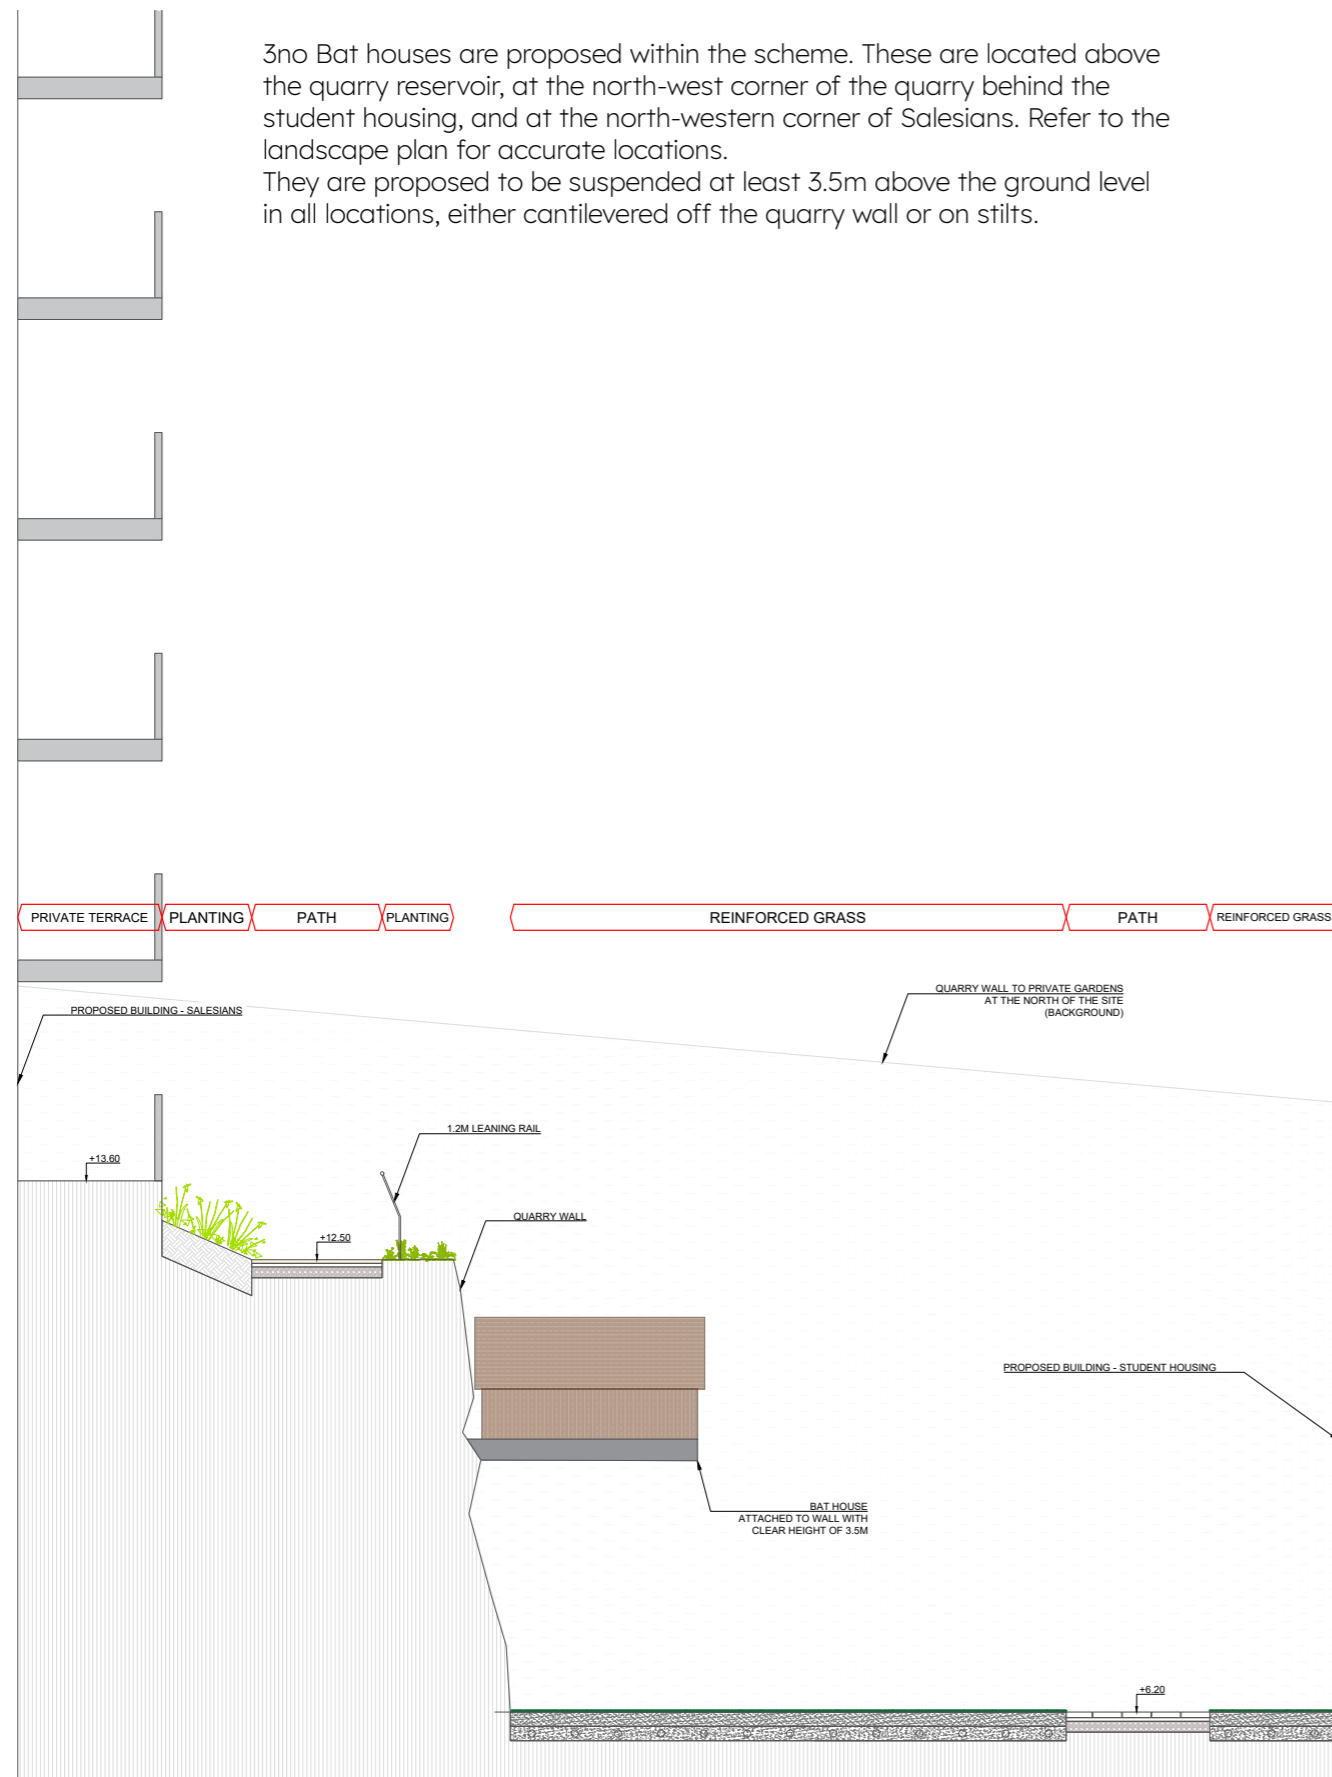 3no Bat houses are proposed within the scheme. These are located above
the quarry reservoir, at the north-west corner of the quarry behind the
student housing, and at the north-western corner of Salesians. Refer to the
landscape plan for accurate locations.
They are proposed to be suspended at least 3.5m above the ground level
in all locations, either cantilevered off the quarry wall or on stilts.
PRIVATE TERRACE
PLANTING
PATH
PLANTING
REINFORCED GRASS
PATH
REINFORCED GRASS
PROPOSED BUILDING - SALESIANS
QUARRY WALL TO PRIVATE GARDENS
AT THE NORTH OF THE SITE
(BACKGROUND)
1.2M LEANING RAIL
+13.60
QUARRY WALL
+12.50
PROPOSED BUILDING - STUDENT HOUSING
BAT HOUSE
ATTACHED TO WALL WITH
CLEAR HEIGHT OF 3.5M
+6.20